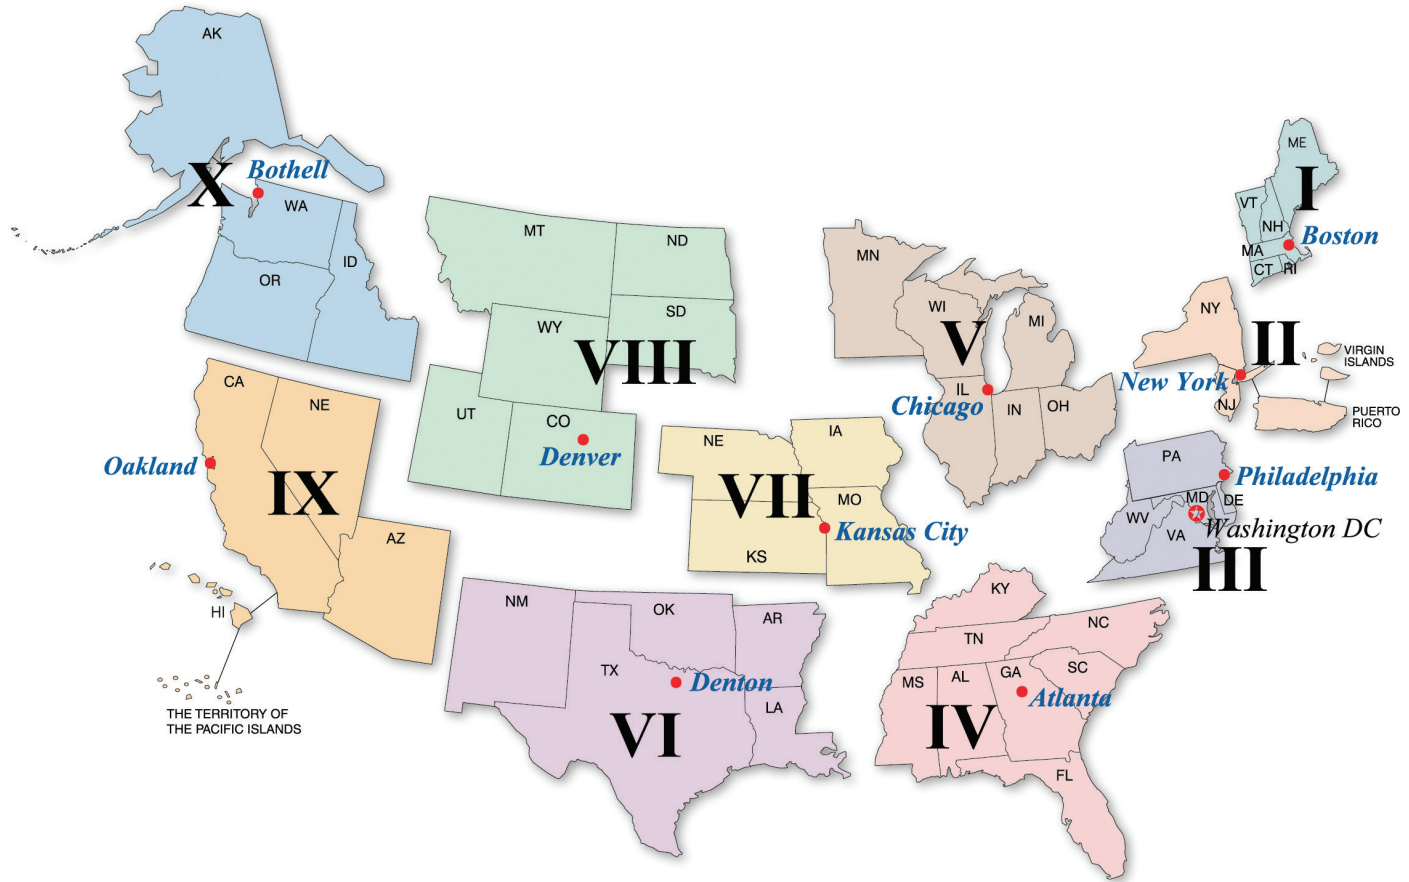 AK
X
Bothell
WA
OR
ID
MT
ND
SD
WY
VIII
UT
CO
Denver
MN
WI
MI
V
IL
IN
OH
Chicago
ME
I
VT
NH
MA
Boston
CT
RI
NY
II
VIRGIN
ISLANDS
New York
NJ
PUERTO
RICO
CA
NE
Oakland
IX
AZ
HI
THE TERRITORY OF
THE PACIFIC ISLANDS
NE
IA
VII
MO
Kansas City
KS
PA
Philadelphia
MD
DE
WV
Washington DC
VA
III
NM
OK
AR
TX
Denton
LA
VI
KY
TN
NC
MS
AL
GA
SC
Atlanta
IV
FL